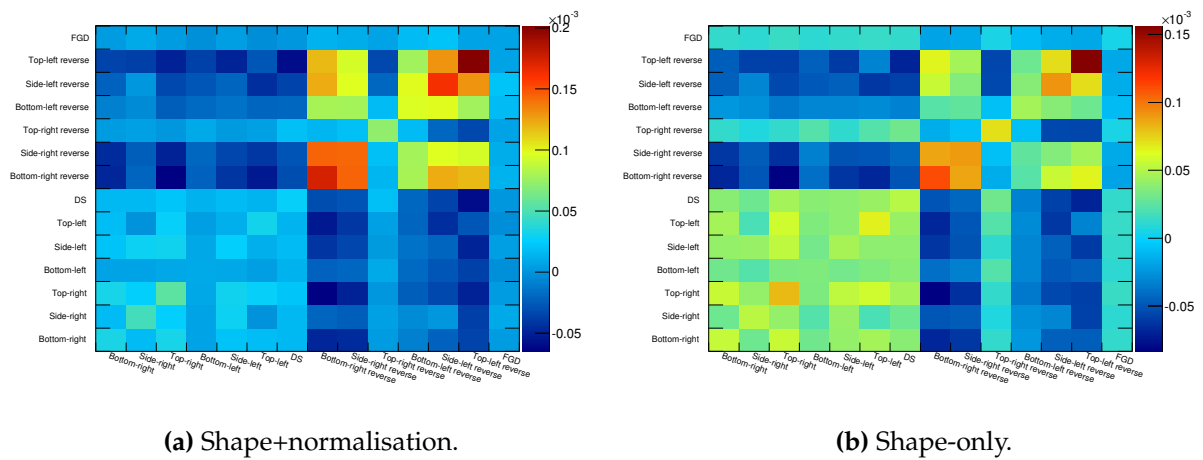 ×10⁻³
FGD
Top-left reverse
Side-left reverse
Bottom-left reverse
Top-right reverse
Side-right reverse
Bottom-right reverse
DS
Top-left
Side-left
Bottom-left
Top-right
Side-right
Bottom-right
0.2
0.15
0.1
0.05
0
-0.05
Bottom-right
Side-right
Top-right
Bottom-left
Side-left
Top-left
DS
Bottom-right reverse
Side-right reverse
Top-right reverse
Bottom-left reverse
Side-left reverse
Top-left reverse
FGD
(a) Shape+normalisation.
×10⁻³
FGD
Top-left reverse
Side-left reverse
Bottom-left reverse
Top-right reverse
Side-right reverse
Bottom-right reverse
DS
Top-left
Side-left
Bottom-left
Top-right
Side-right
Bottom-right
0.15
0.1
0.05
0
-0.05
Bottom-right
Side-right
Top-right
Bottom-left
Side-left
Top-left
DS
Bottom-right reverse
Side-right reverse
Top-right reverse
Bottom-left reverse
Side-left reverse
Top-left reverse
FGD
(b) Shape-only.